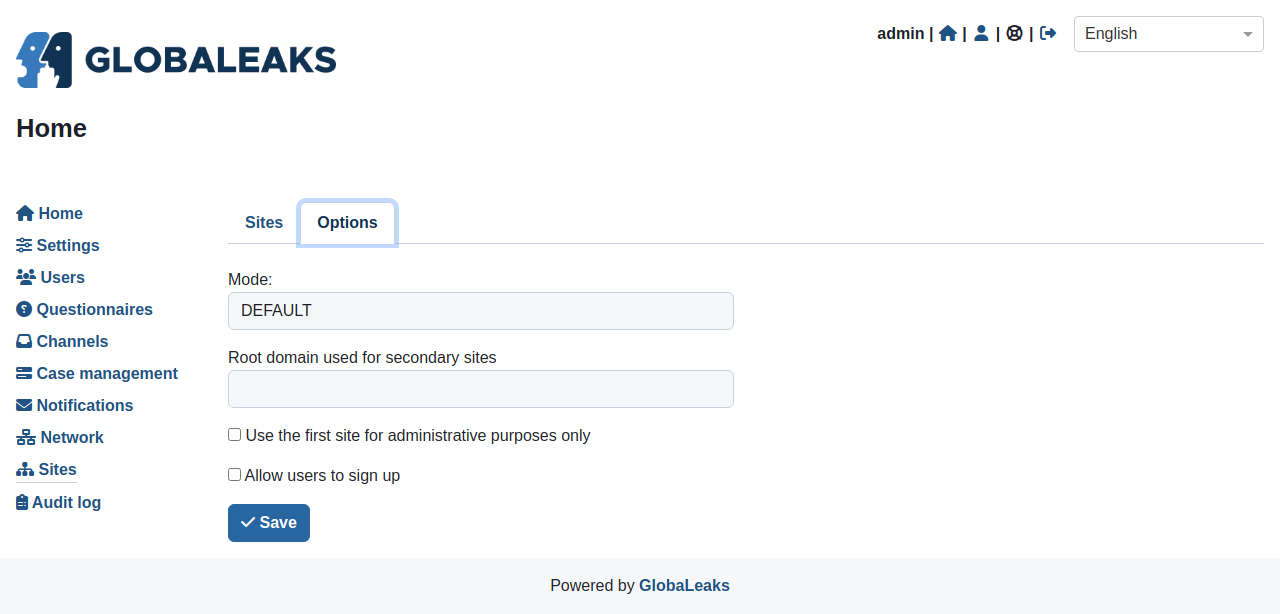 GLOBALEAKS
admin | | | |
English
Home
Home
Settings
Users
Questionnaires
Channels
Case management
Notifications
Network
Sites
Audit log
Sites Options
Mode:
DEFAULT
Root domain used for secondary sites
Use the first site for administrative purposes only
Allow users to sign up
Save
Powered by GlobaLeaks